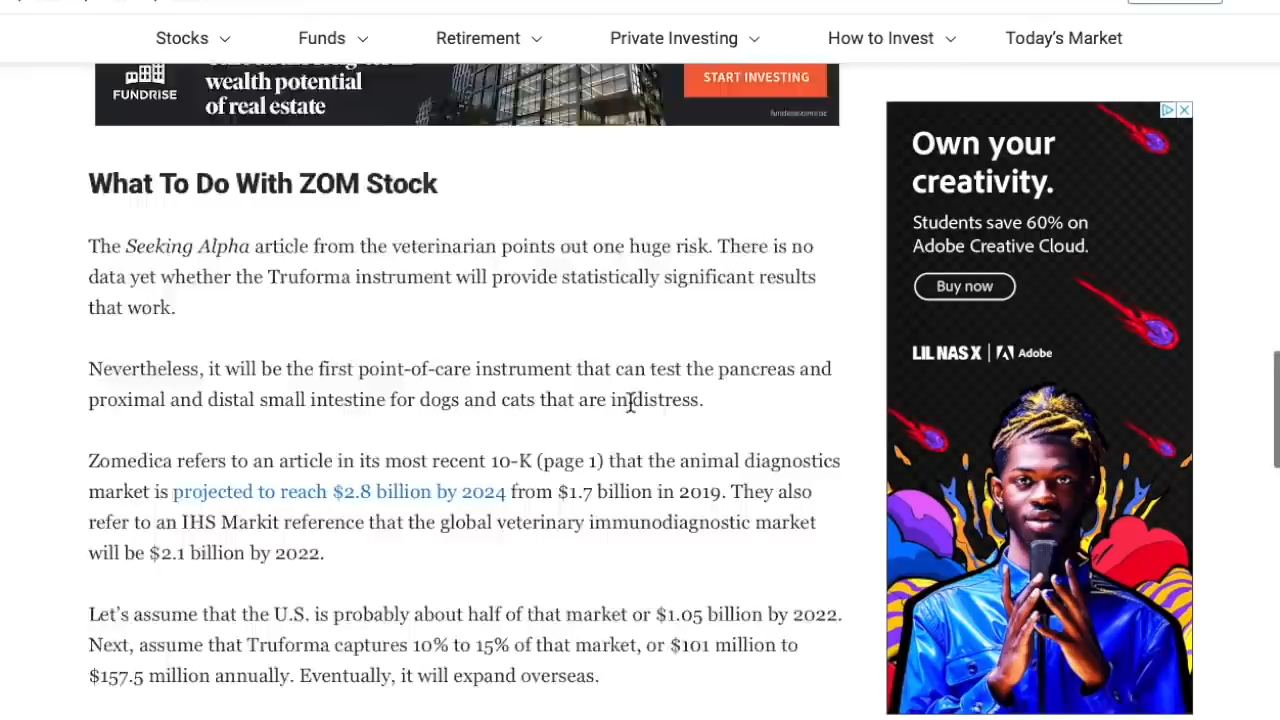 Stocks
Funds
Retirement
Private Investing
How to Invest
Today's Market
FUNDRISE
wealth potential
of real estate
START INVESTING
What To Do With ZOM Stock
The Seeking Alpha article from the veterinarian points out one huge risk. There is no
data yet whether the Truforma instrument will provide statistically significant results
that work.
Nevertheless, it will be the first point-of-care instrument that can test the pancreas and
proximal and distal small intestine for dogs and cats that are in distress.
Zomedica refers to an article in its most recent 10-K (page 1) that the animal diagnostics
market is projected to reach $2.8 billion by 2024 from $1.7 billion in 2019. They also
refer to an IHS Markit reference that the global veterinary immunodiagnostic market
will be $2.1 billion by 2022.
Let's assume that the U.S. is probably about half of that market or $1.05 billion by 2022.
Next, assume that Truforma captures 10% to 15% of that market, or $101 million to
$157.5 million annually. Eventually, it will expand overseas.
Own your
creativity.
Students save 60% on
Adobe Creative Cloud.
Buy now
LIL NAS X | Adobe